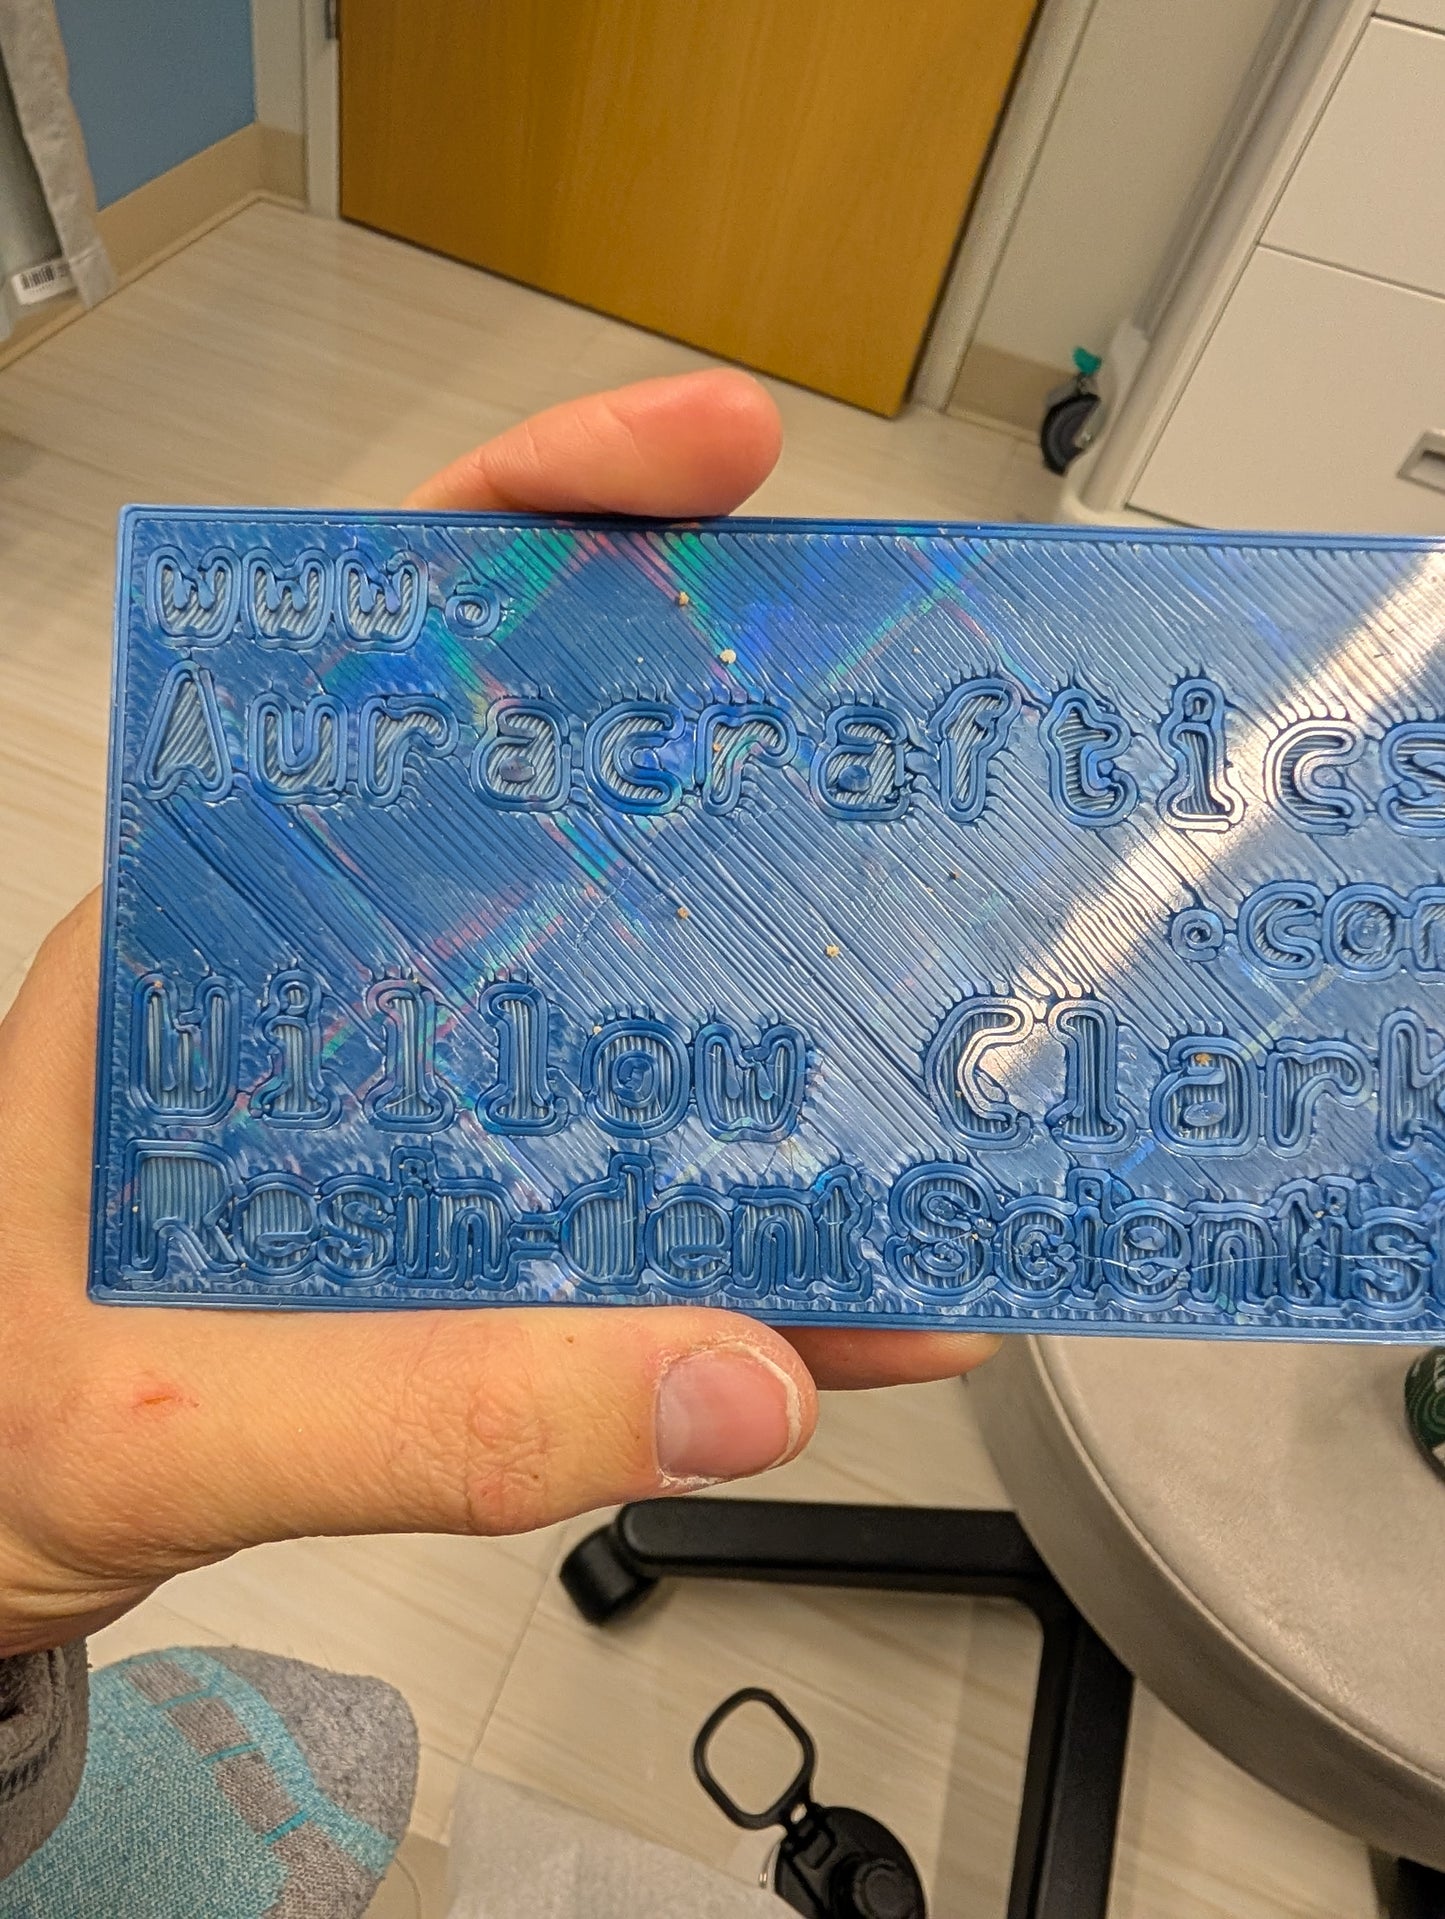 www.
Auracraftics
.com
Willow Clark
Resin-dent Scientist